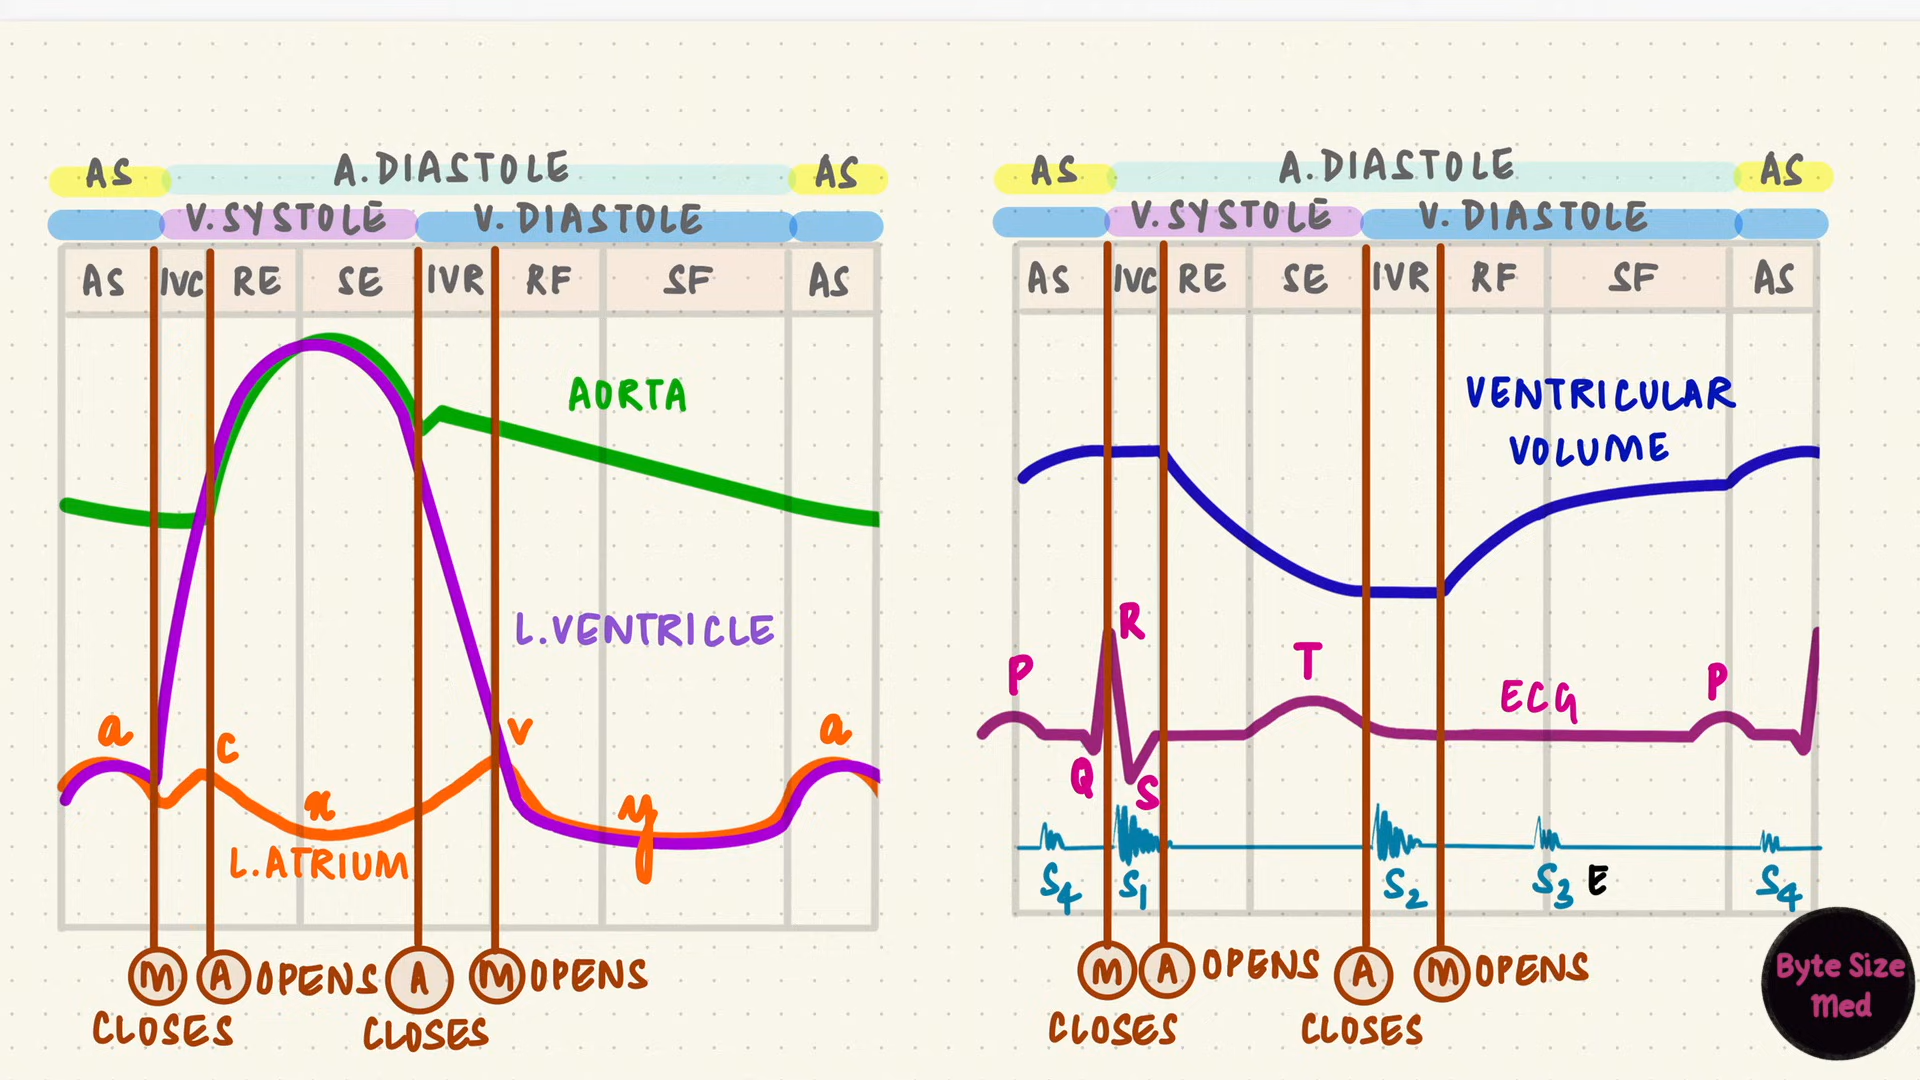 AS A.DIASTOLE AS
V.SYSTOLE V.DIASTOLE
AS IVC RE SE IVR RF SF AS
AORTA
L.VENTRICLE
a c v a
x y
L.ATRIUM
M A OPENS A M OPENS
CLOSES CLOSES
AS A.DIASTOLE AS
V.SYSTOLE V.DIASTOLE
AS IVC RE SE IVR RF SF AS
VENTRICULAR
VOLUME
P R T ECG P
Q S
S4 S1 S2 S3 E S4
M A OPENS A M OPENS
CLOSES CLOSES
Byte Size
Med